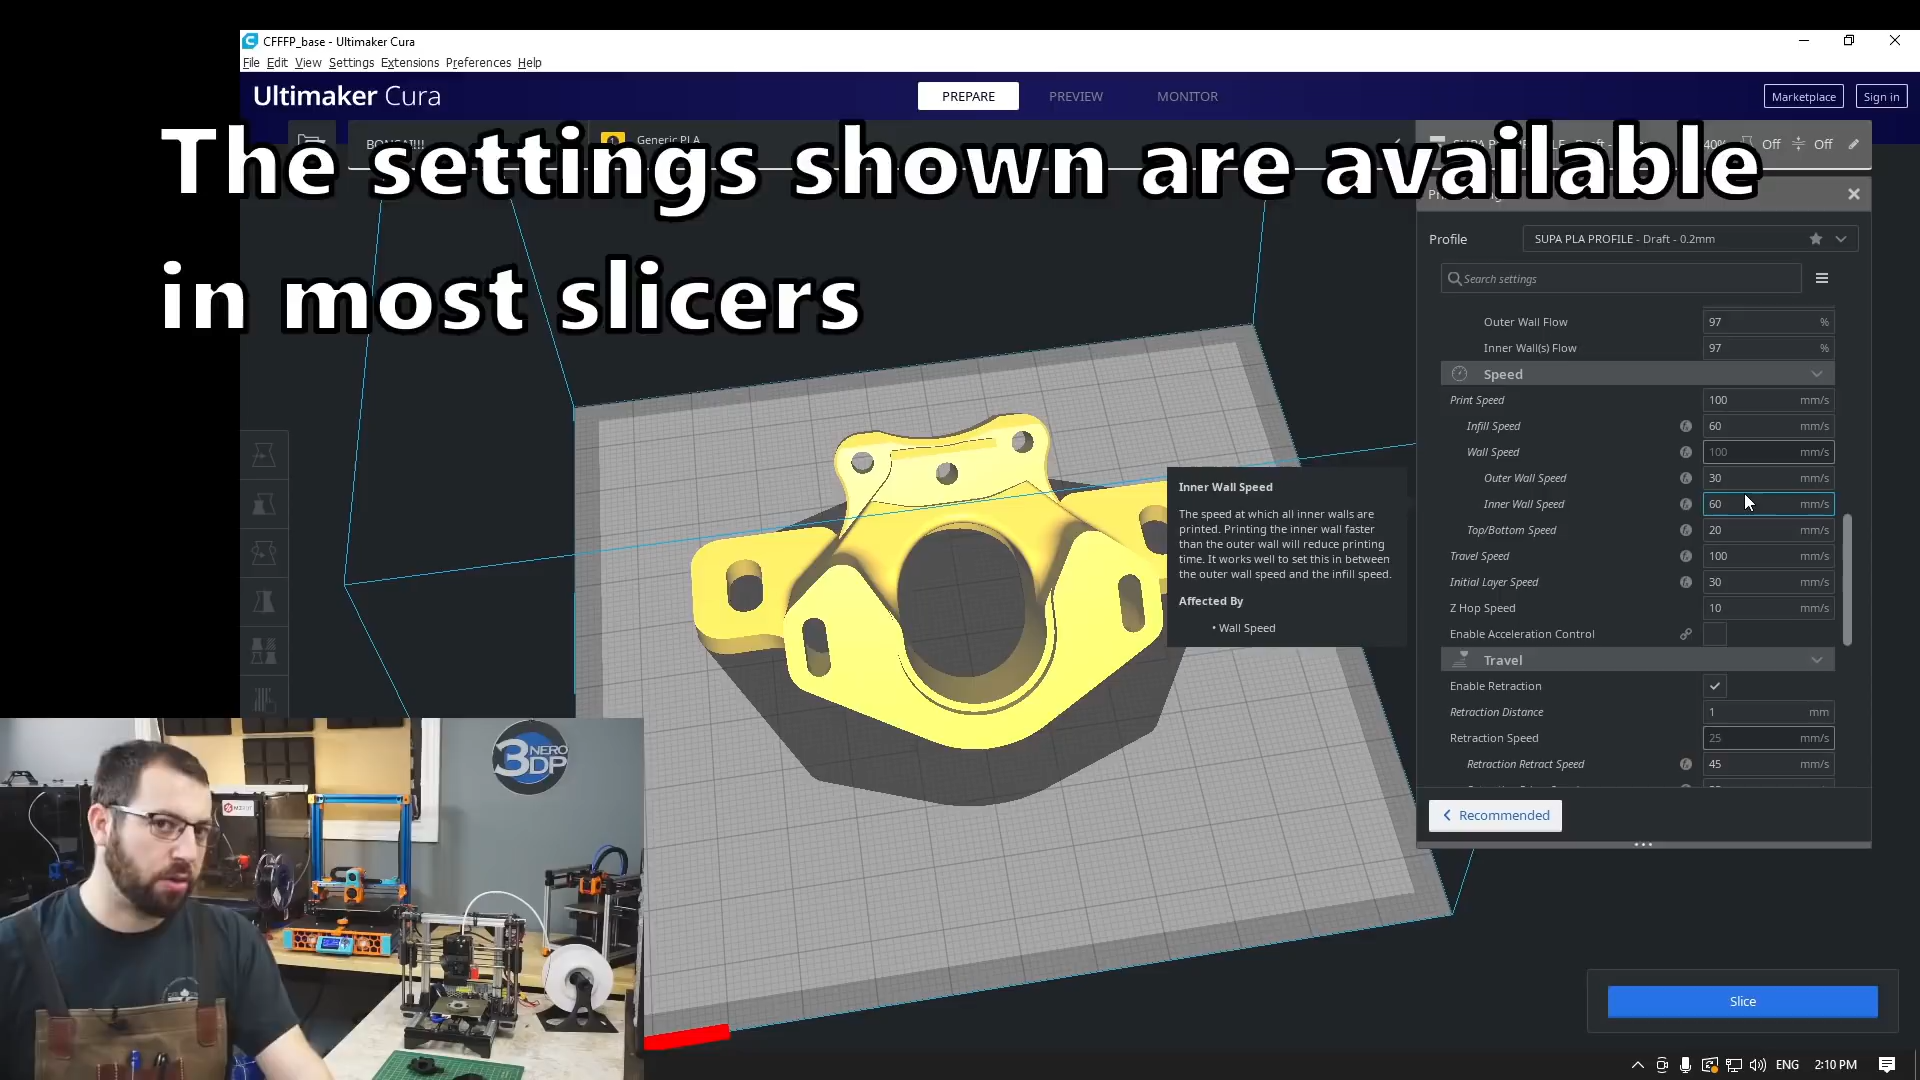 CFFFP_base - Ultimaker Cura
File Edit View Settings Extensions Preferences Help
Ultimaker Cura
PREPARE
PREVIEW
MONITOR
Marketplace
Sign in
Generic PLA
Off
Off
The settings shown are available
in most slicers
Profile
SUPA PLA PROFILE - Draft - 0.2mm
Search settings
Outer Wall Flow 97 %
Inner Wall(s) Flow 97 %
Speed
Print Speed 100 mm/s
Infill Speed 60 mm/s
Wall Speed 100 mm/s
Outer Wall Speed 30 mm/s
Inner Wall Speed 60 mm/s
Top/Bottom Speed 20 mm/s
Travel Speed 100 mm/s
Initial Layer Speed 30 mm/s
Z Hop Speed 10 mm/s
Enable Acceleration Control
Travel
Enable Retraction
Retraction Distance 1 mm
Retraction Speed 25 mm/s
Retraction Retract Speed 45 mm/s
Inner Wall Speed
The speed at which all inner walls are
printed. Printing the inner wall faster
than the outer wall will reduce printing
time. It works well to set this in between
the outer wall speed and the infill speed.
Affected By
• Wall Speed
Recommended
Slice
NERO
3DP
ENG
2:10 PM